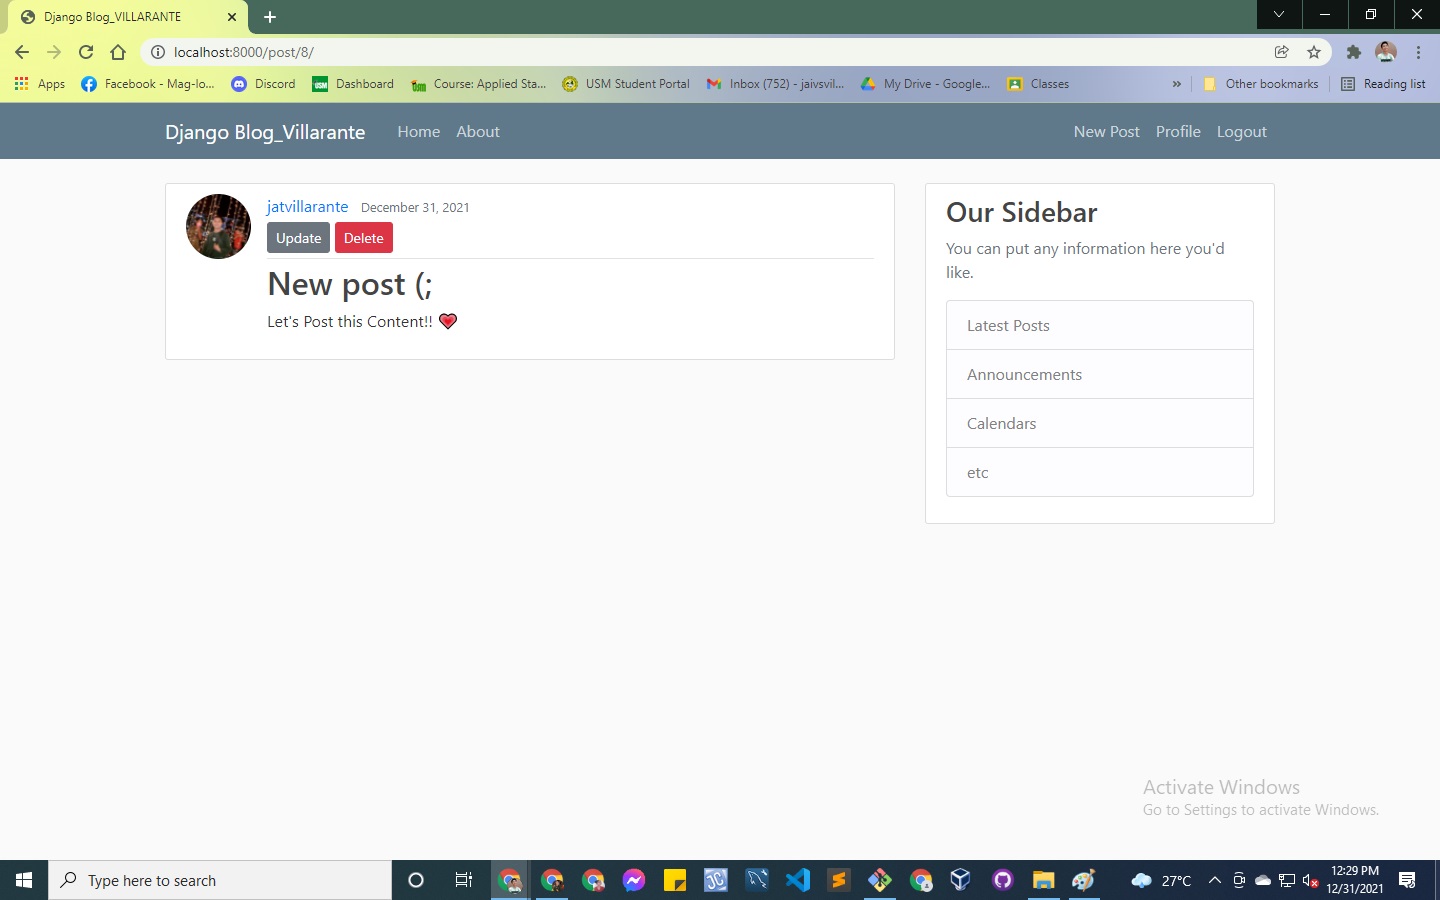 Django Blog_VILLARANTE
localhost:8000/post/8/
Apps
Facebook - Mag-lo...
Discord
Dashboard
Course: Applied Sta...
USM Student Portal
Inbox (752) - jaivsvil...
My Drive - Google...
Classes
»
Other bookmarks
Reading list
Django Blog_Villarante
Home
About
New Post
Profile
Logout
jatvillarante
December 31, 2021
Update
Delete
New post (;
Let's Post this Content!! 💗
Our Sidebar
You can put any information here you'd
like.
Latest Posts
Announcements
Calendars
etc
Activate Windows
Go to Settings to activate Windows.
Type here to search
27°C
12:29 PM
12/31/2021